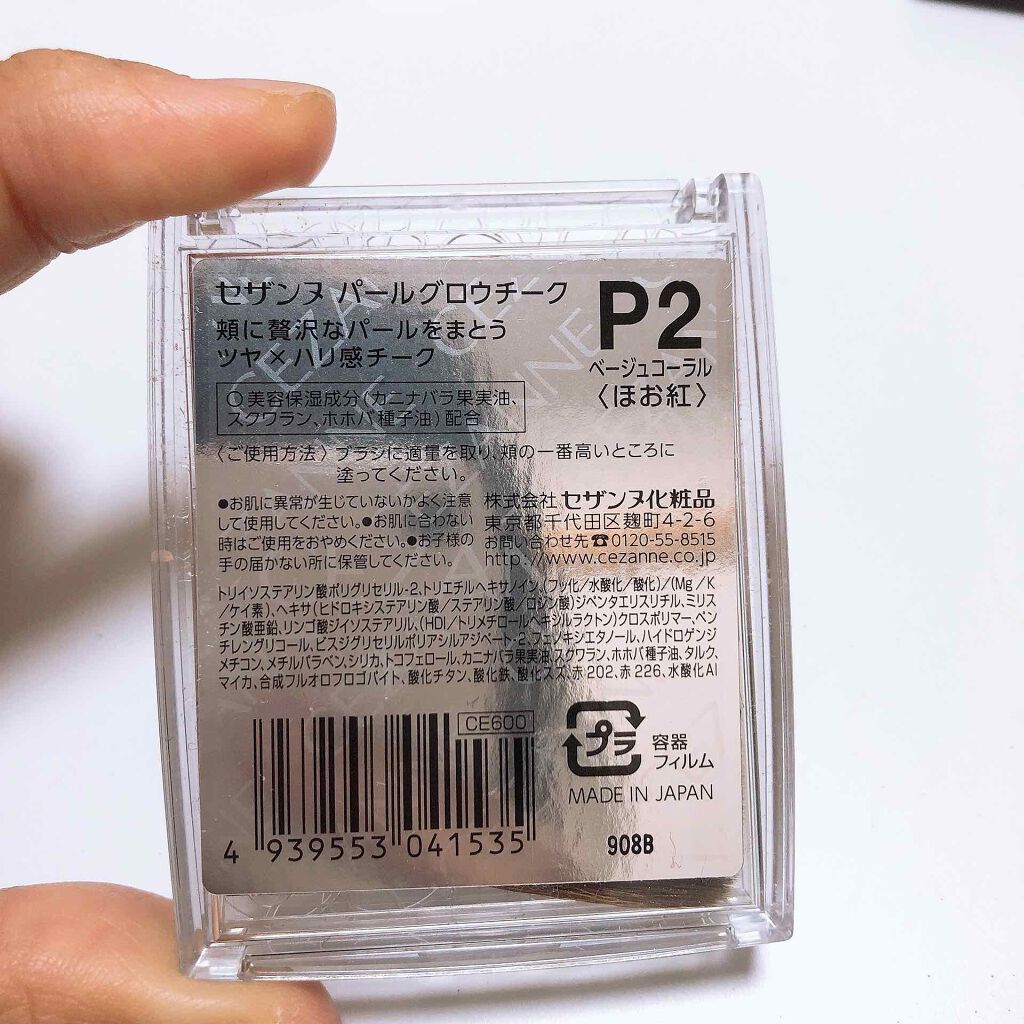 セザンヌ パールグロウチーク
頬に贅沢なパールをまとう
ツヤ×ハリ感チーク
P2
ベージュコーラル
〈ほお紅〉
○美容保湿成分(カニナバラ果実油、
スクワラン、ホホバ種子油)配合
〈ご使用方法〉ブラシに適量を取り、頬の一番高いところに
塗ってください。
●お肌に異常が生じていないかよく注意
して使用してください。●お肌に合わない
時はご使用をおやめください。●お子様の
手の届かない所に保管してください。
株式会社 セザンヌ化粧品
東京都千代田区麹町4-2-6
お問い合わせ先☎0120-55-8515
http://www.cezanne.co.jp
トリイソステアリン酸ポリグリセリル-2、トリエチルヘキサノイン、(フッ化/水酸化/酸化)/(Mg/K
/ケイ素)、ヘキサ(ヒドロキシステアリン酸/ステアリン酸/ロジン酸)ジペンタエリスリチル、ミリス
チン酸亜鉛、リンゴ酸ジイソステアリル、(HDI/トリメチロールヘキシルラクトン)クロスポリマー、ペン
チレングリコール、ビスジグリセリルポリアシルアジペート-2、フェノキシエタノール、ハイドロゲンジ
メチコン、メチルパラベン、シリカ、トコフェロール、カニナバラ果実油、スクワラン、ホホバ種子油、タルク、
マイカ、合成フルオロフロゴパイト、酸化チタン、酸化鉄、酸化スズ、赤202、赤226、水酸化Al
CE600
4 939553 041535
プラ
容器
フィルム
MADE IN JAPAN
908B